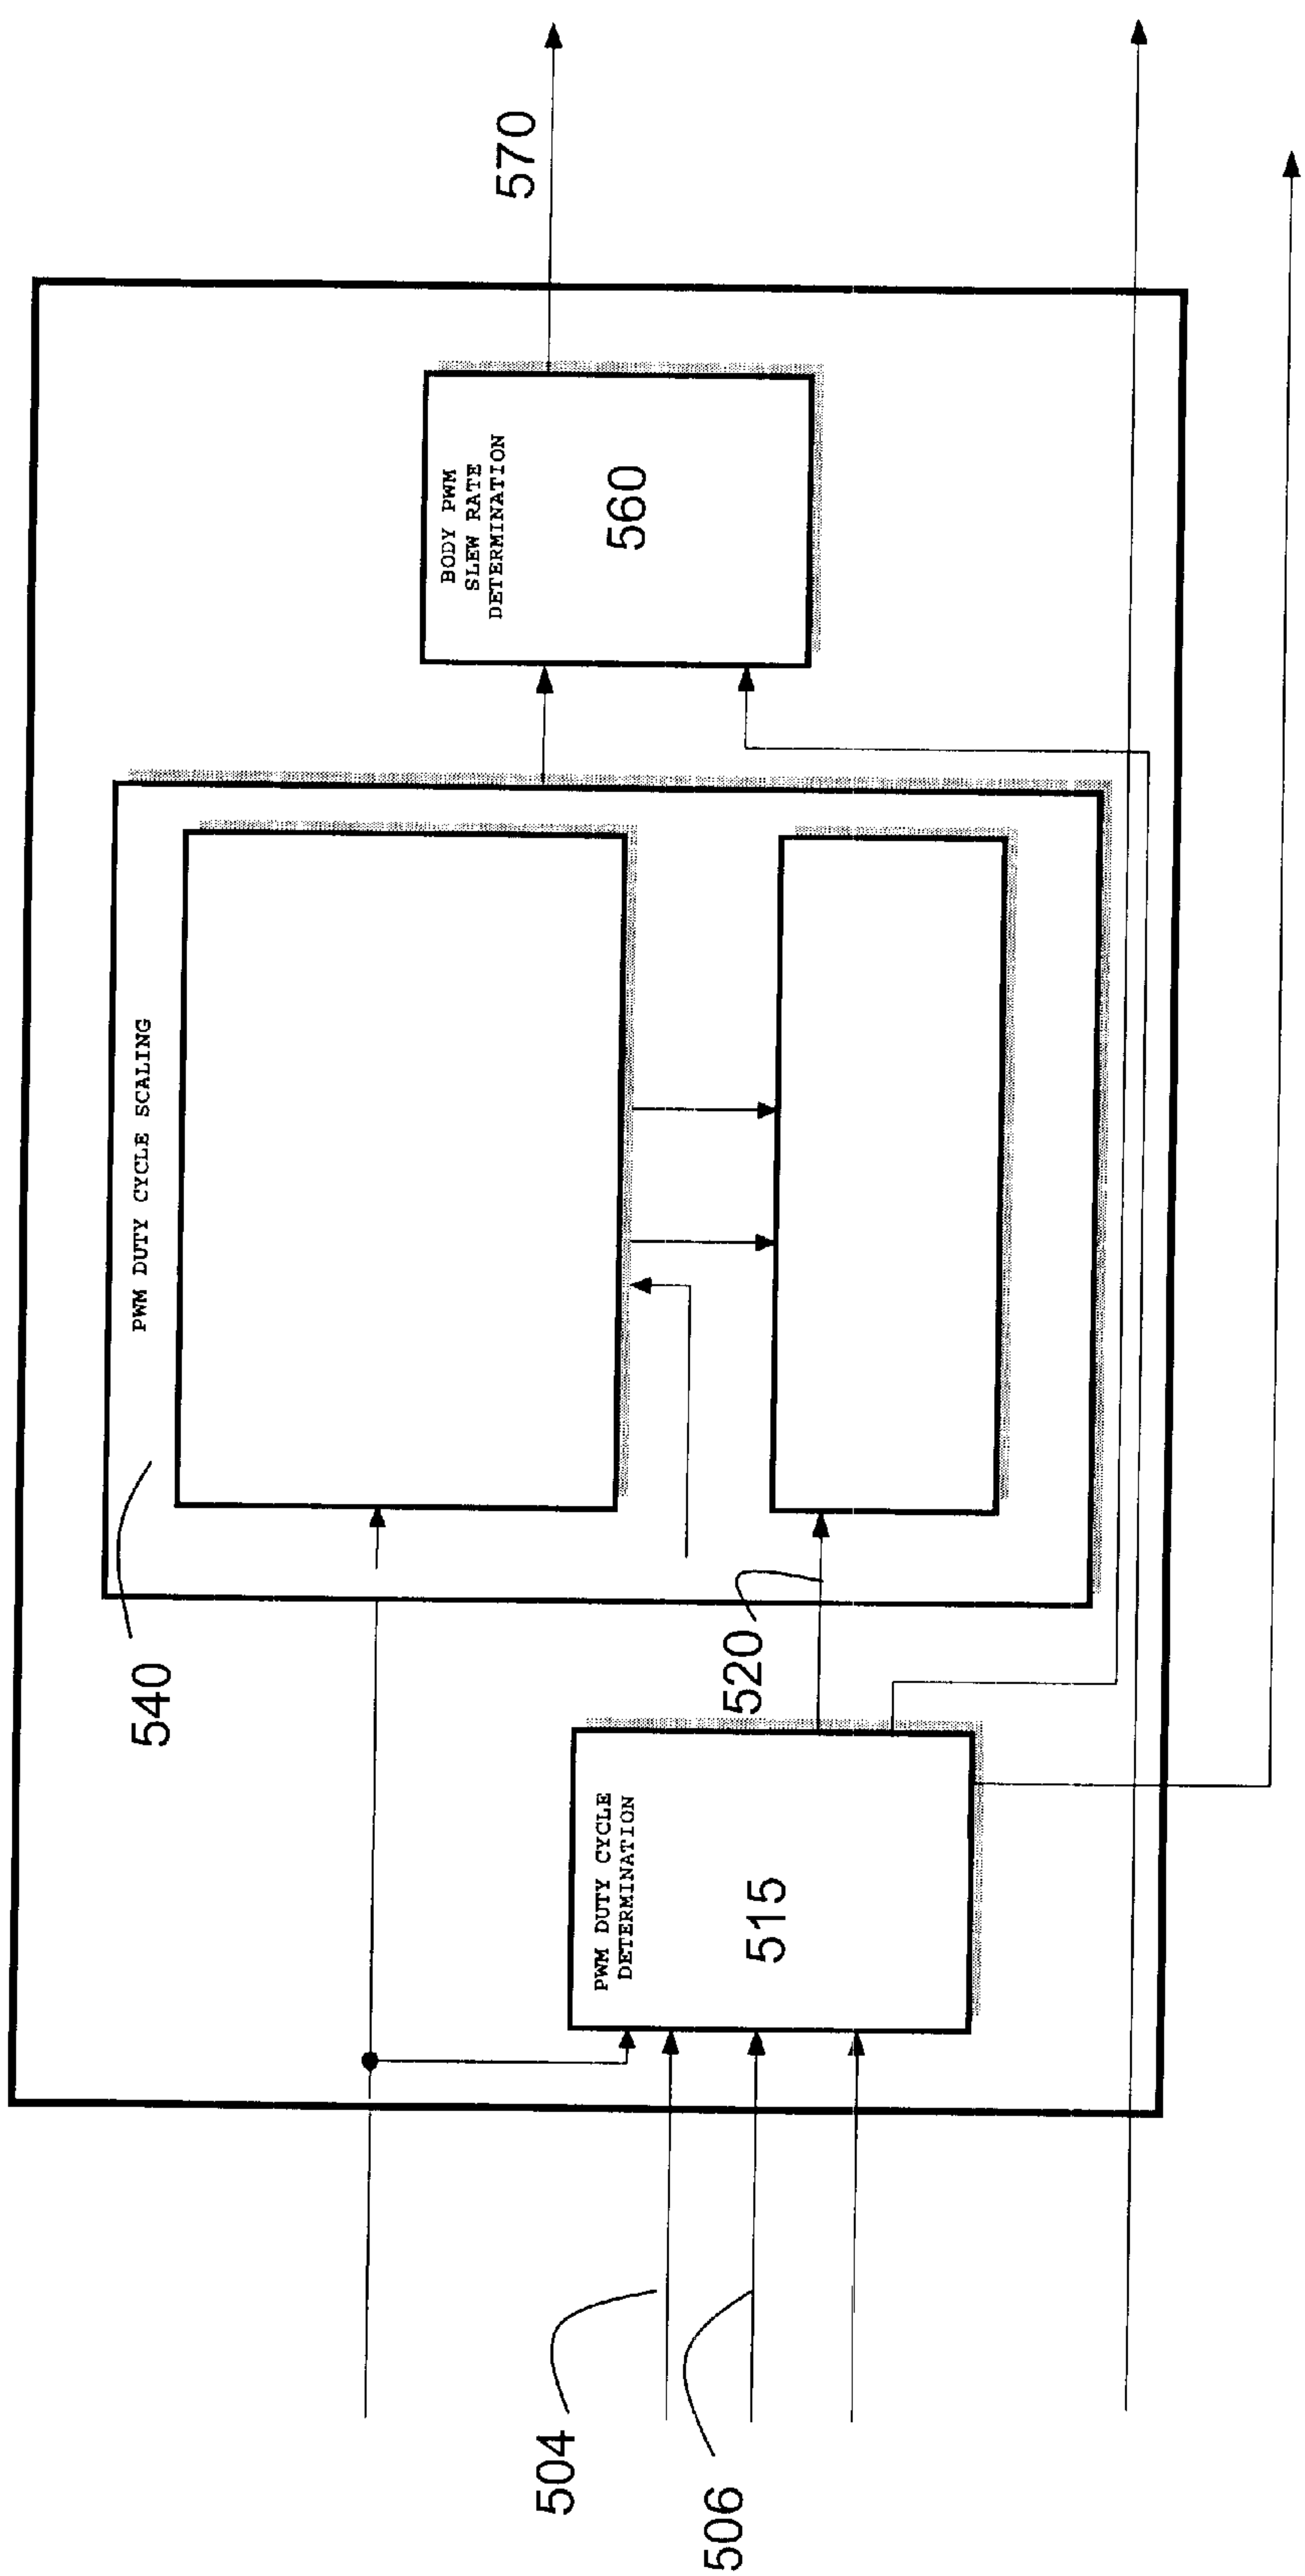 540
PWM DUTY CYCLE SCALING
570
BODY PWM
SLEW RATE
DETERMINATION
560
504
506
PWM DUTY CYCLE
DETERMINATION
515
520